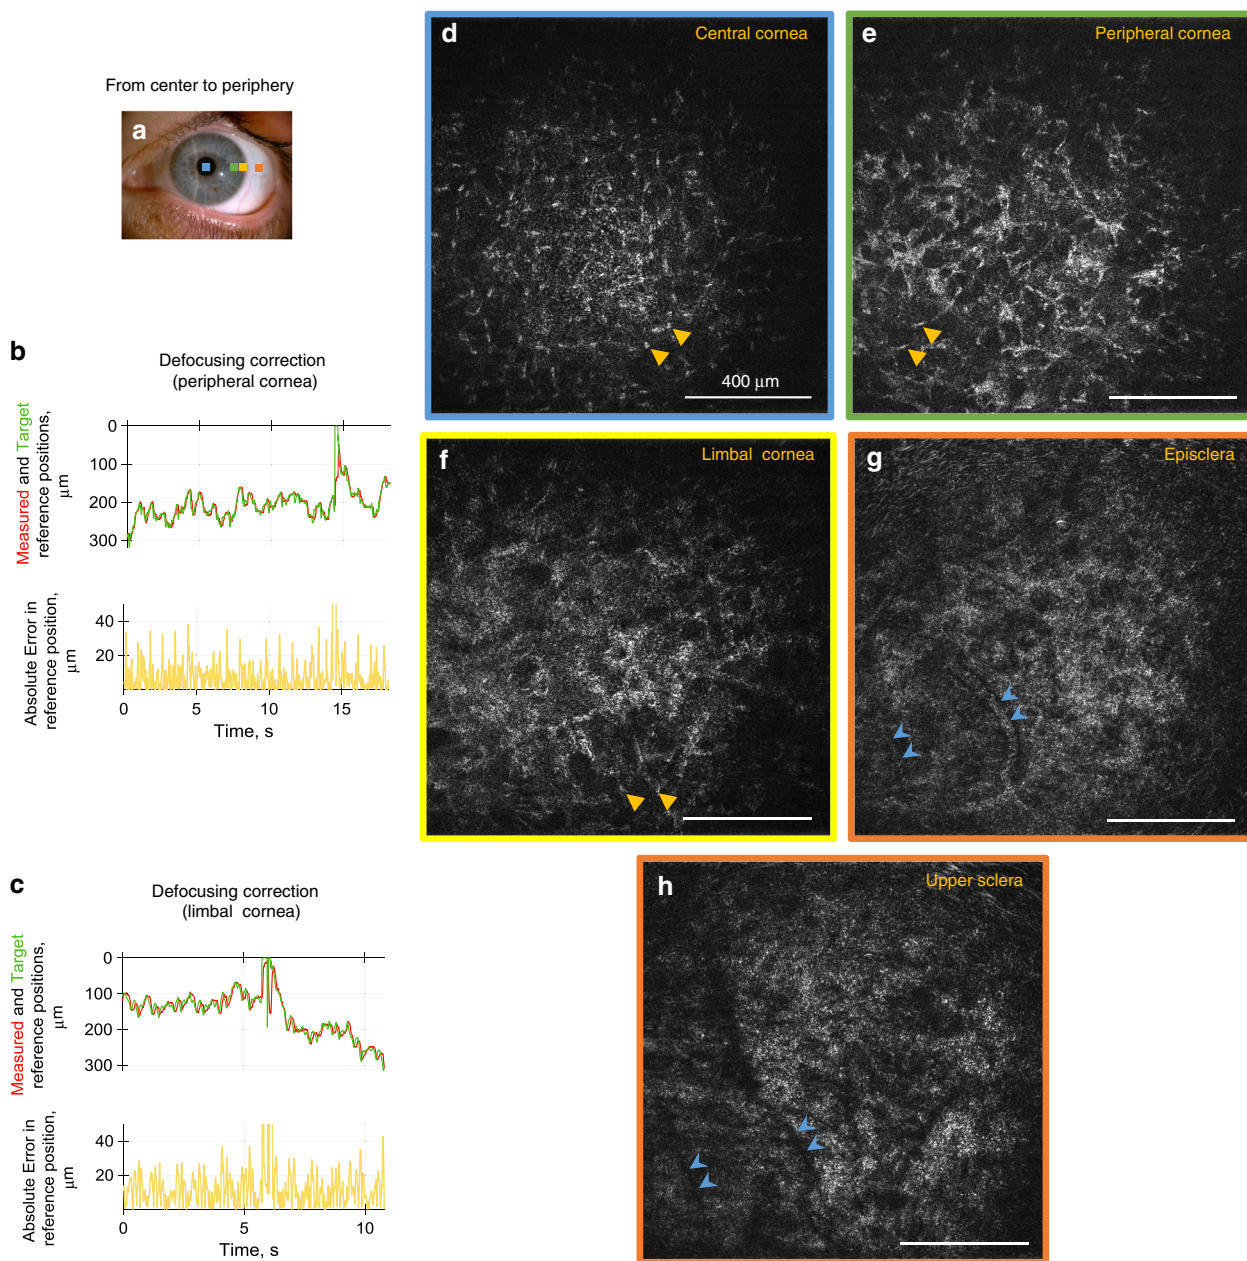 From center to periphery
a
b
Defocusing correction
(peripheral cornea)
Measured and Target
reference positions,
μm
0
100
200
300
Absolute Error in
reference position,
μm
40
20
0
5
10
15
Time, s
c
Defocusing correction
(limbal cornea)
Measured and Target
reference positions,
μm
0
100
200
300
Absolute Error in
reference position,
μm
40
20
0
5
10
Time, s
d
Central cornea
400 μm
e
Peripheral cornea
f
Limbal cornea
g
Episclera
h
Upper sclera